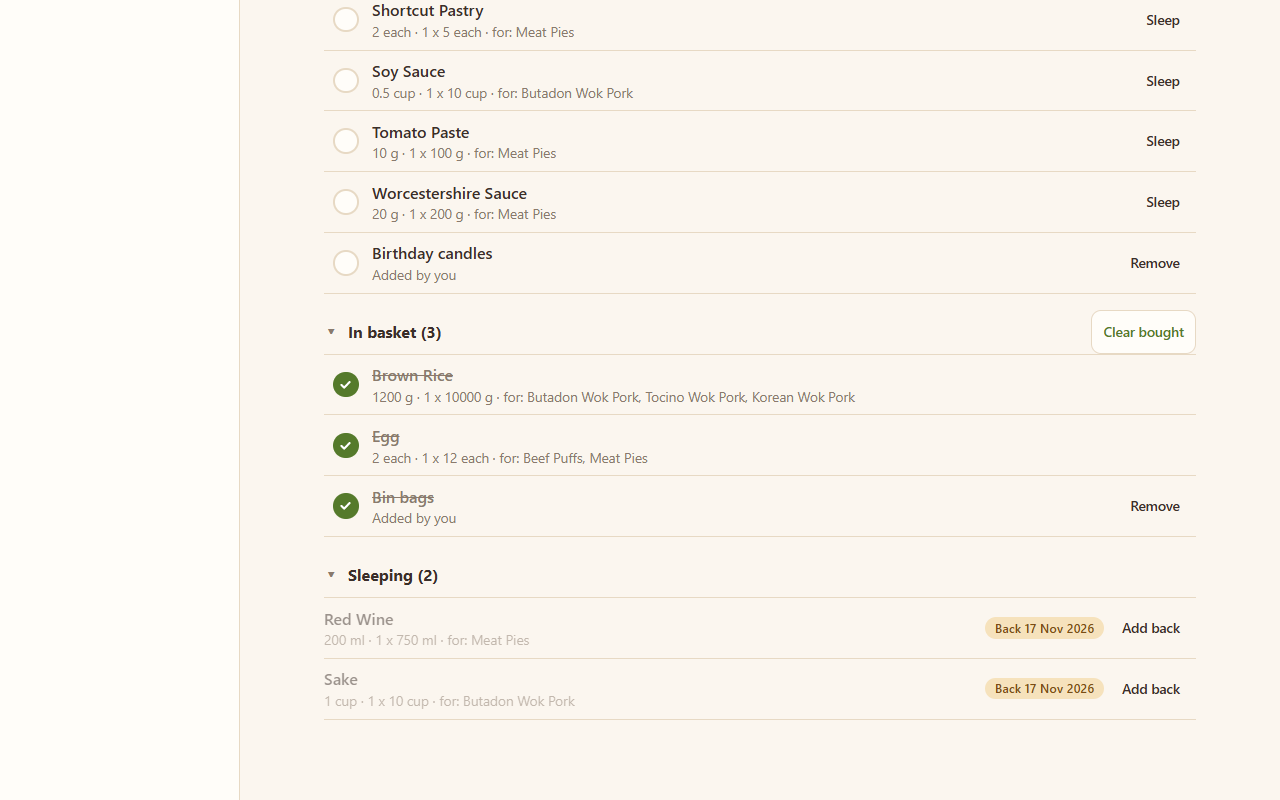 Shortcut Pastry
2 each · 1 x 5 each · for: Meat Pies
Sleep
Soy Sauce
0.5 cup · 1 x 10 cup · for: Butadon Wok Pork
Sleep
Tomato Paste
10 g · 1 x 100 g · for: Meat Pies
Sleep
Worcestershire Sauce
20 g · 1 x 200 g · for: Meat Pies
Sleep
Birthday candles
Added by you
Remove
In basket (3)
Clear bought
Brown Rice
1200 g · 1 x 10000 g · for: Butadon Wok Pork, Tocino Wok Pork, Korean Wok Pork
Egg
2 each · 1 x 12 each · for: Beef Puffs, Meat Pies
Bin bags
Added by you
Remove
Sleeping (2)
Red Wine
200 ml · 1 x 750 ml · for: Meat Pies
Back 17 Nov 2026
Add back
Sake
1 cup · 1 x 10 cup · for: Butadon Wok Pork
Back 17 Nov 2026
Add back